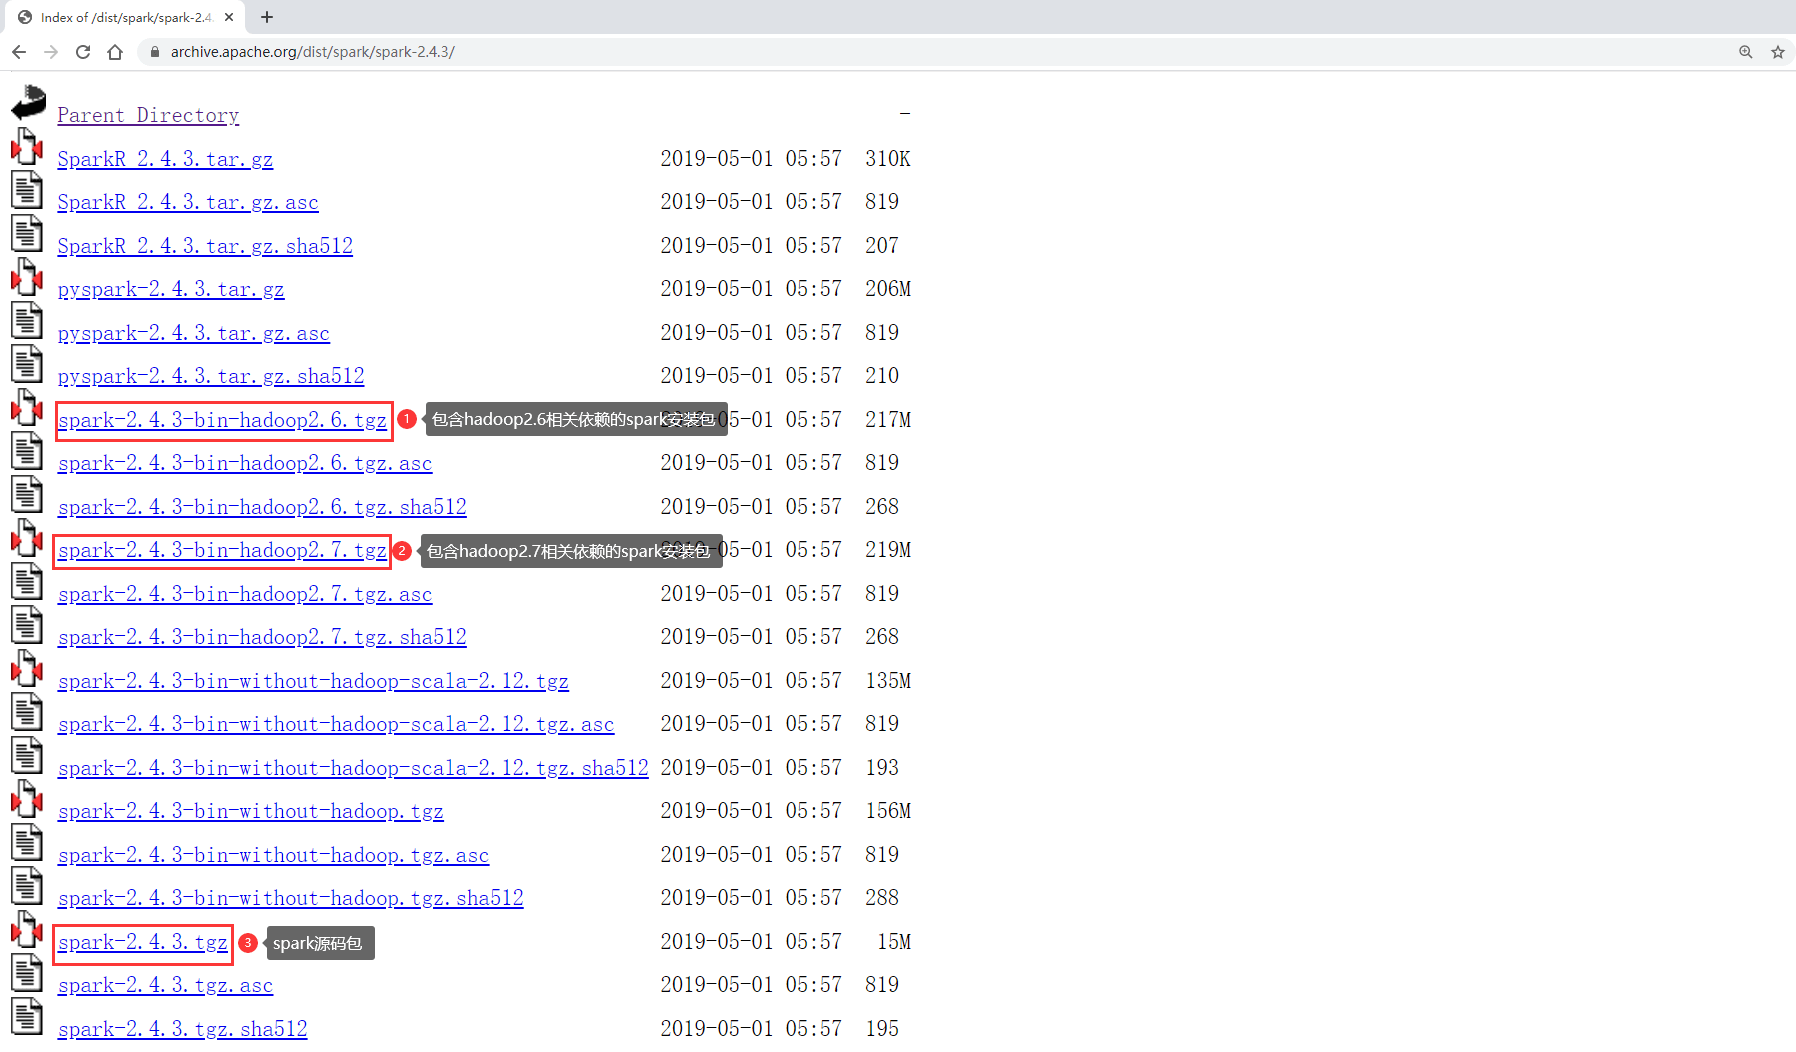 Index of /dist/spark/spark-2.4.
archive.apache.org/dist/spark/spark-2.4.3/
Parent Directory -
SparkR_2.4.3.tar.gz 2019-05-01 05:57 310K
SparkR_2.4.3.tar.gz.asc 2019-05-01 05:57 819
SparkR_2.4.3.tar.gz.sha512 2019-05-01 05:57 207
pyspark-2.4.3.tar.gz 2019-05-01 05:57 206M
pyspark-2.4.3.tar.gz.asc 2019-05-01 05:57 819
pyspark-2.4.3.tar.gz.sha512 2019-05-01 05:57 210
spark-2.4.3-bin-hadoop2.6.tgz 1 包含hadoop2.6相关依赖的spark安装包 05:57 217M
spark-2.4.3-bin-hadoop2.6.tgz.asc 2019-05-01 05:57 819
spark-2.4.3-bin-hadoop2.6.tgz.sha512 2019-05-01 05:57 268
spark-2.4.3-bin-hadoop2.7.tgz 2 包含hadoop2.7相关依赖的spark安装包 05:57 219M
spark-2.4.3-bin-hadoop2.7.tgz.asc 2019-05-01 05:57 819
spark-2.4.3-bin-hadoop2.7.tgz.sha512 2019-05-01 05:57 268
spark-2.4.3-bin-without-hadoop-scala-2.12.tgz 2019-05-01 05:57 135M
spark-2.4.3-bin-without-hadoop-scala-2.12.tgz.asc 2019-05-01 05:57 819
spark-2.4.3-bin-without-hadoop-scala-2.12.tgz.sha512 2019-05-01 05:57 193
spark-2.4.3-bin-without-hadoop.tgz 2019-05-01 05:57 156M
spark-2.4.3-bin-without-hadoop.tgz.asc 2019-05-01 05:57 819
spark-2.4.3-bin-without-hadoop.tgz.sha512 2019-05-01 05:57 288
spark-2.4.3.tgz 3 spark源码包 2019-05-01 05:57 15M
spark-2.4.3.tgz.asc 2019-05-01 05:57 819
spark-2.4.3.tgz.sha512 2019-05-01 05:57 195